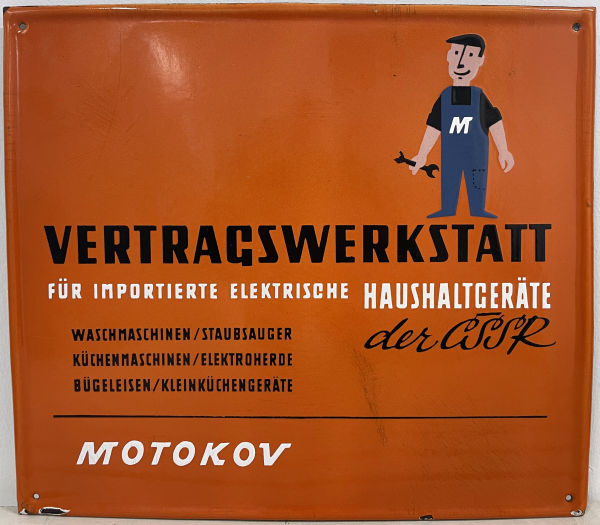 M
VERTRAGSWERKSTATT
FÜR IMPORTIERTE ELEKTRISCHE HAUSHALTGERÄTE
der ČSSR
WASCHMASCHINEN/STAUBSAUGER
KÜCHENMASCHINEN/ELEKTROHERDE
BÜGELEISEN/KLEINKÜCHENGERÄTE
MOTOKOV